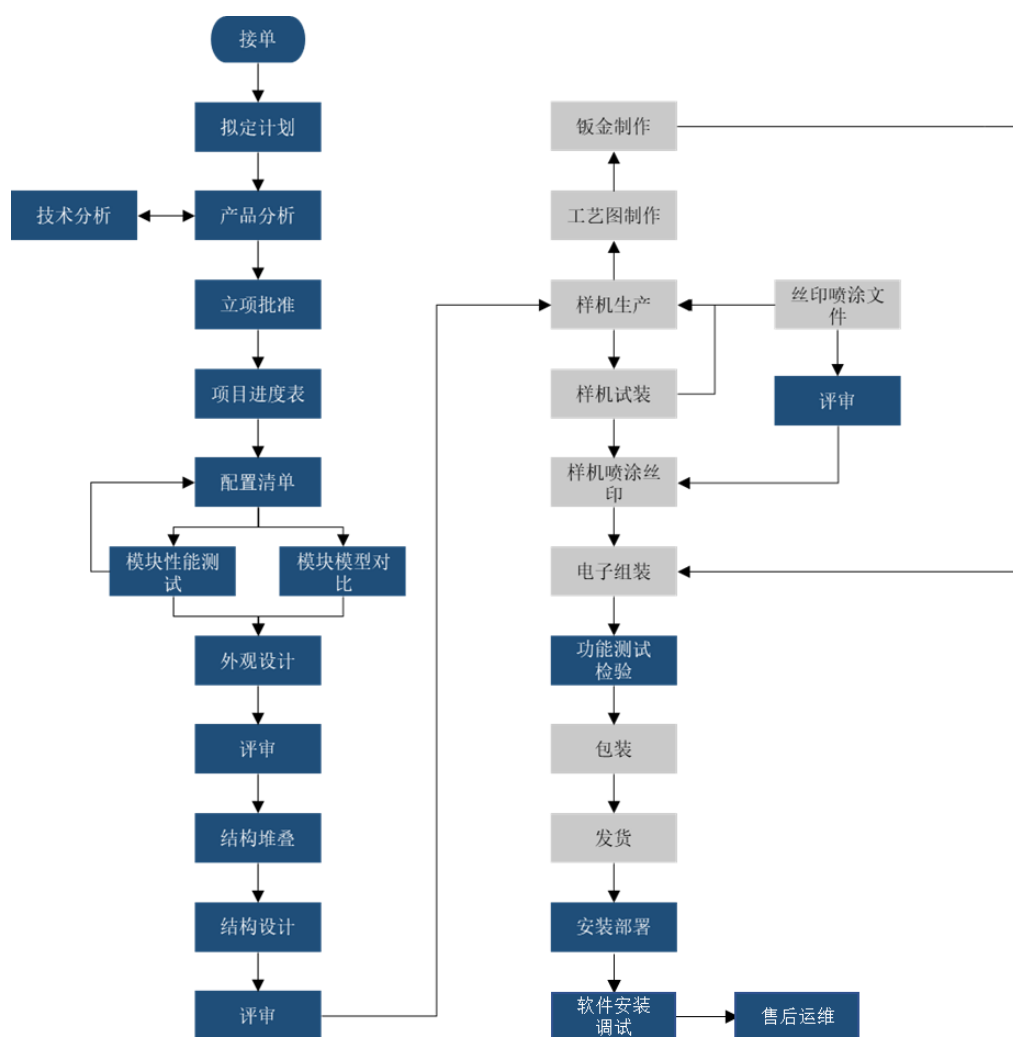 接单
拟定计划
技术分析
产品分析
立项批准
项目进度表
配置清单
模块性能测
试
模块模型对
比
外观设计
评审
结构堆叠
结构设计
评审
钣金制作
工艺图制作
样机生产
丝印喷涂文
件
样机试装
评审
样机喷涂丝
印
电子组装
功能测试
检验
包装
发货
安装部署
软件安装
调试
售后运维